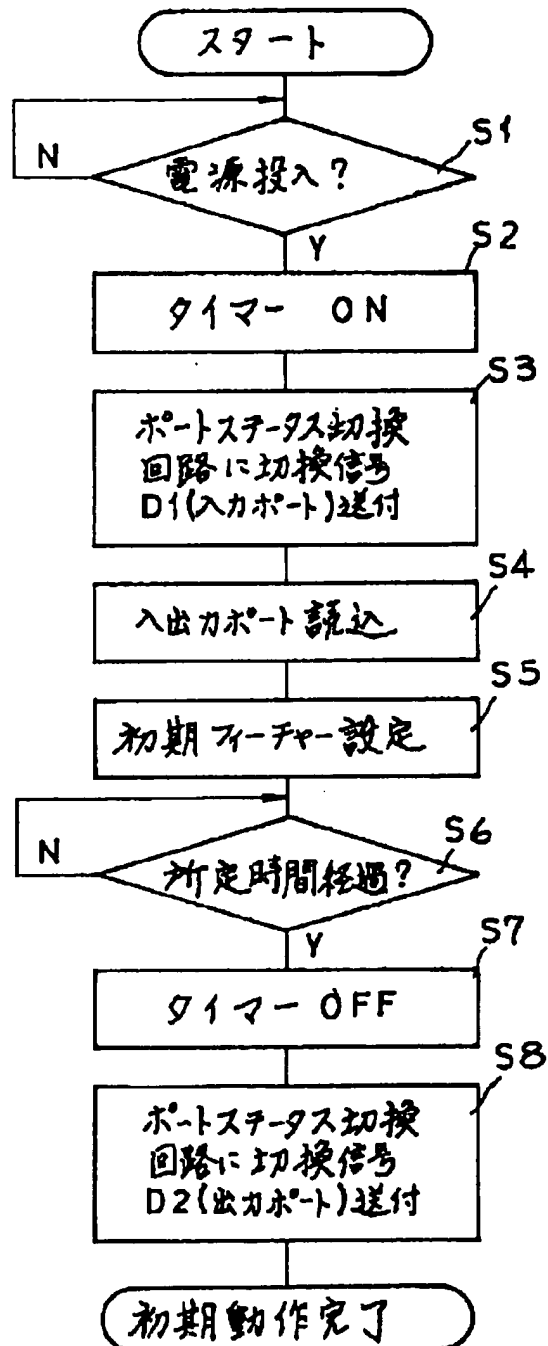 スタート
S1
N
電源投入?
Y
S2
タイマー ON
S3
ポートステータス切換
回路に切換信号
D1(入力ポート)送付
S4
入出力ポート読込
S5
初期フィーチャー設定
S6
N
所定時間経過?
Y
S7
タイマーOFF
S8
ポートステータス切換
回路に切換信号
D2(出力ポート)送付
初期動作完了